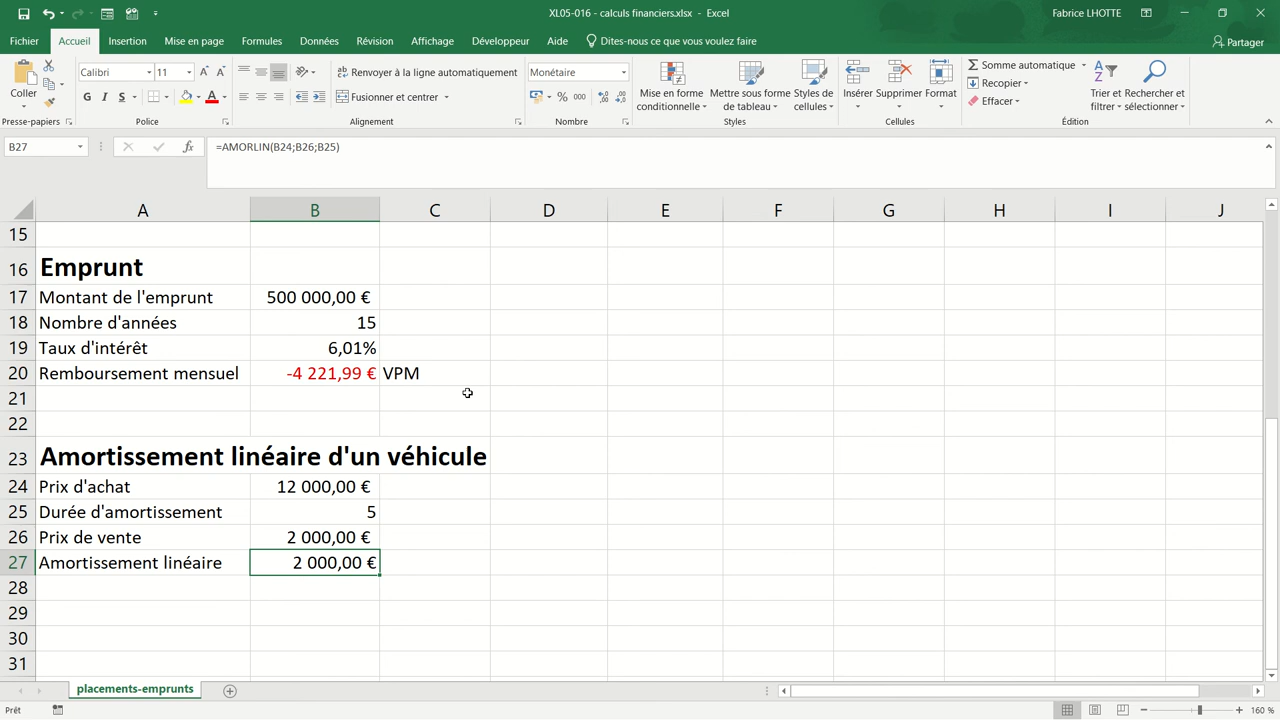 XL05-016 - calculs financiers.xlsx - Excel
Fabrice LHOTTE
Fichier Accueil Insertion Mise en page Formules Données Révision Affichage Développeur Aide Dites-nous ce que vous voulez faire Partager
Coller
Presse-papiers
Calibri 11
G I S
Police
Renvoyer à la ligne automatiquement
Fusionner et centrer
Alignement
Monétaire
% 000
Nombre
Mise en forme conditionnelle
Mettre sous forme de tableau
Styles de cellules
Styles
Insérer Supprimer Format
Cellules
Somme automatique
Recopier
Effacer
Trier et filtrer
Rechercher et sélectionner
Édition
B27 fx =AMORLIN(B24;B26;B25)
A B C D E F G H I J
15
16 Emprunt
17 Montant de l'emprunt 500 000,00 €
18 Nombre d'années 15
19 Taux d'intérêt 6,01%
20 Remboursement mensuel -4 221,99 € VPM
21
22
23 Amortissement linéaire d'un véhicule
24 Prix d'achat 12 000,00 €
25 Durée d'amortissement 5
26 Prix de vente 2 000,00 €
27 Amortissement linéaire 2 000,00 €
28
29
30
31
placements-emprunts
Prêt
160 %